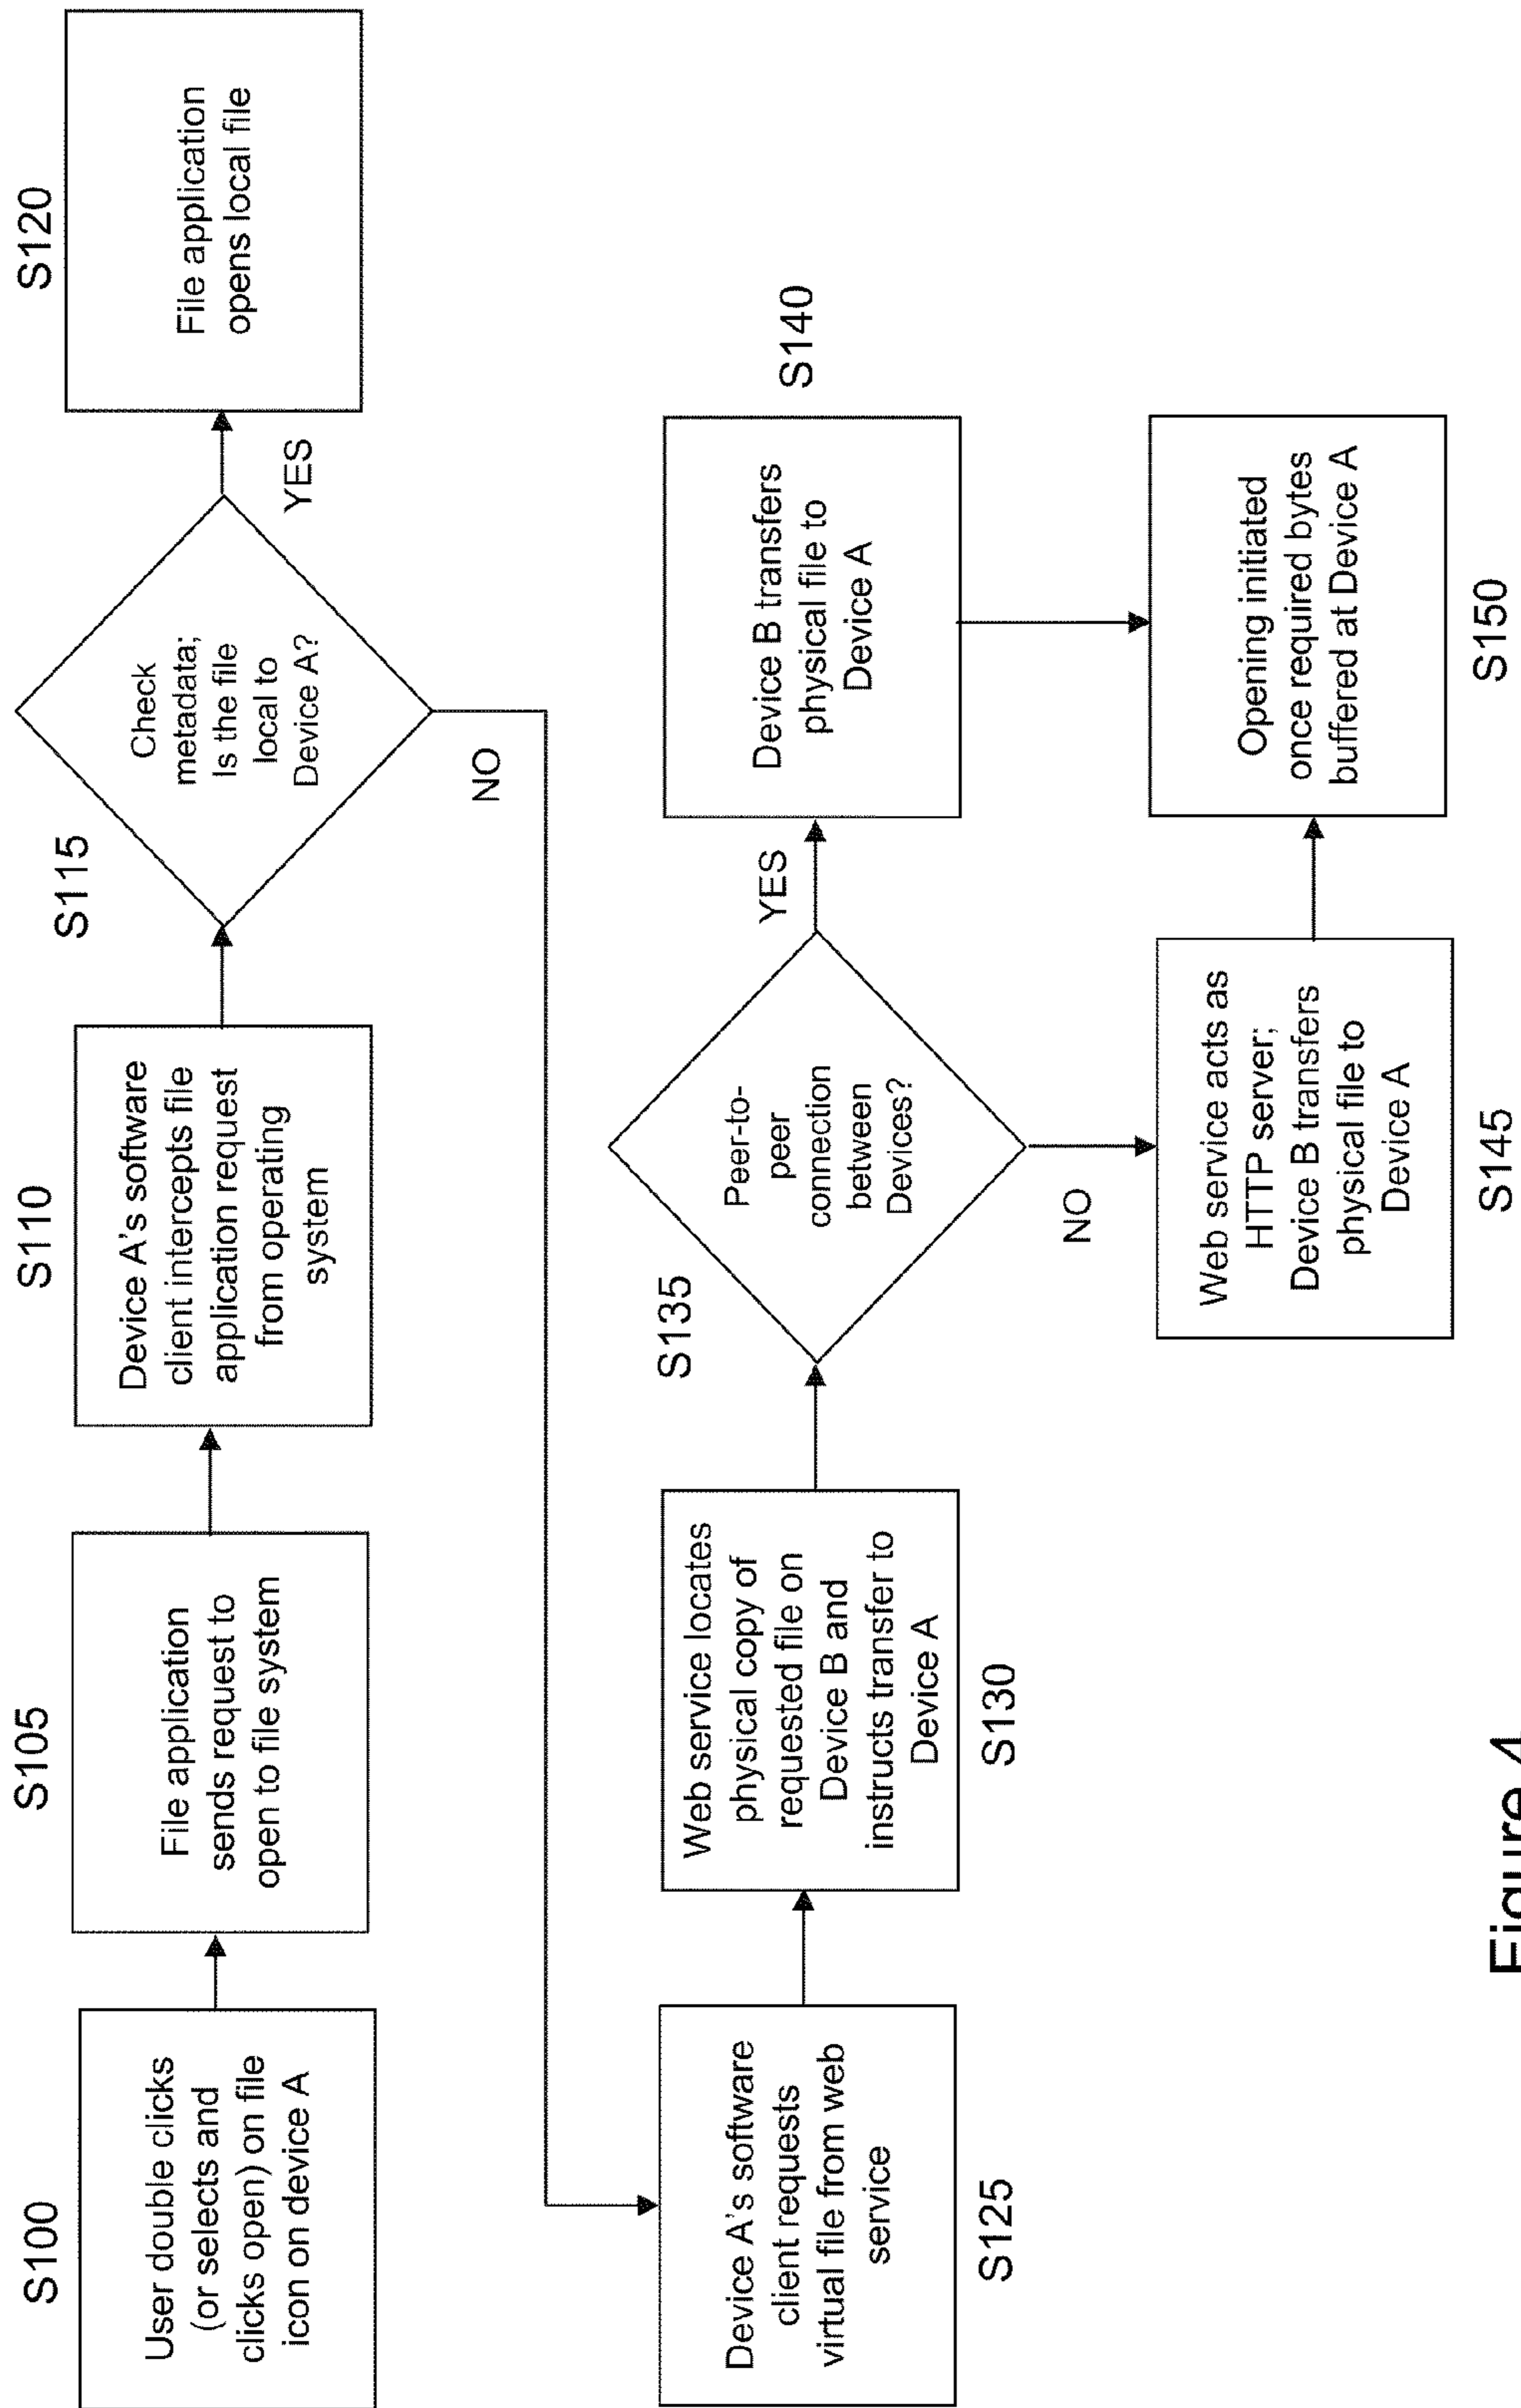 S100
User double clicks
(or selects and
clicks open) on file
icon on device A
S105
File application
sends request to
open to file system
S110
Device A's software
client intercepts file
application request
from operating
system
S115
Check
metadata;
Is the file
local to
Device A?
YES
NO
S120
File application
opens local file
Device A's software
client requests
virtual file from web
service
S125
Web service locates
physical copy of
requested file on
Device B and
instructs transfer to
Device A
S130
S135
Peer-to-
peer
connection
between
Devices?
YES
NO
Device B transfers
physical file to
Device A
S140
Web service acts as
HTTP server;
Device B transfers
physical file to
Device A
S145
Opening initiated
once required bytes
buffered at Device A
S150
Figure 4